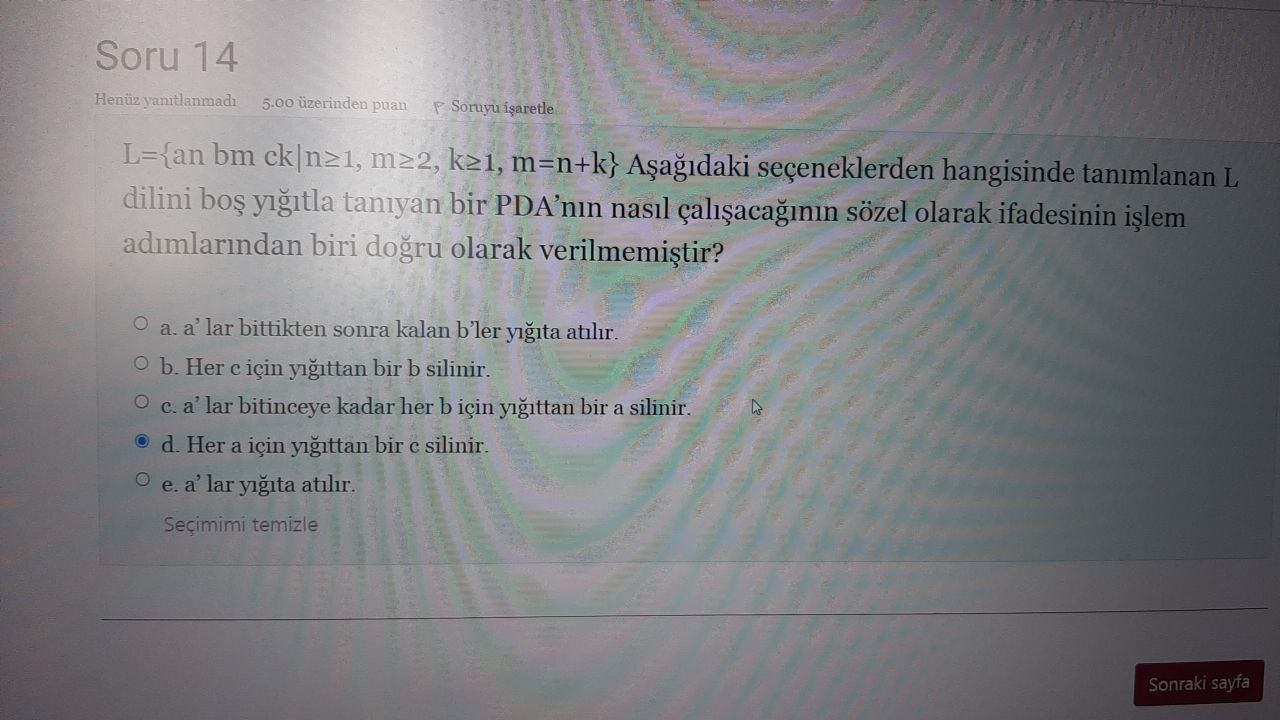 Soru 14
Henüz yanıtlanmadı 5.00 üzerinden puan Soruyu işaretle
L={an bm ck|n≥1, m≥2, k≥1, m=n+k} Aşağıdaki seçeneklerden hangisinde tanımlanan L
dilini boş yığıtla tanıyan bir PDA'nın nasıl çalışacağının sözel olarak ifadesinin işlem
adımlarından biri doğru olarak verilmemiştir?
a. a' lar bittikten sonra kalan b'ler yığıta atılır.
b. Her c için yığıttan bir b silinir.
c. a' lar bitinceye kadar her b için yığıttan bir a silinir.
d. Her a için yığıttan bir c silinir.
e. a' lar yığıta atılır.
Seçimimi temizle
Sonraki sayfa